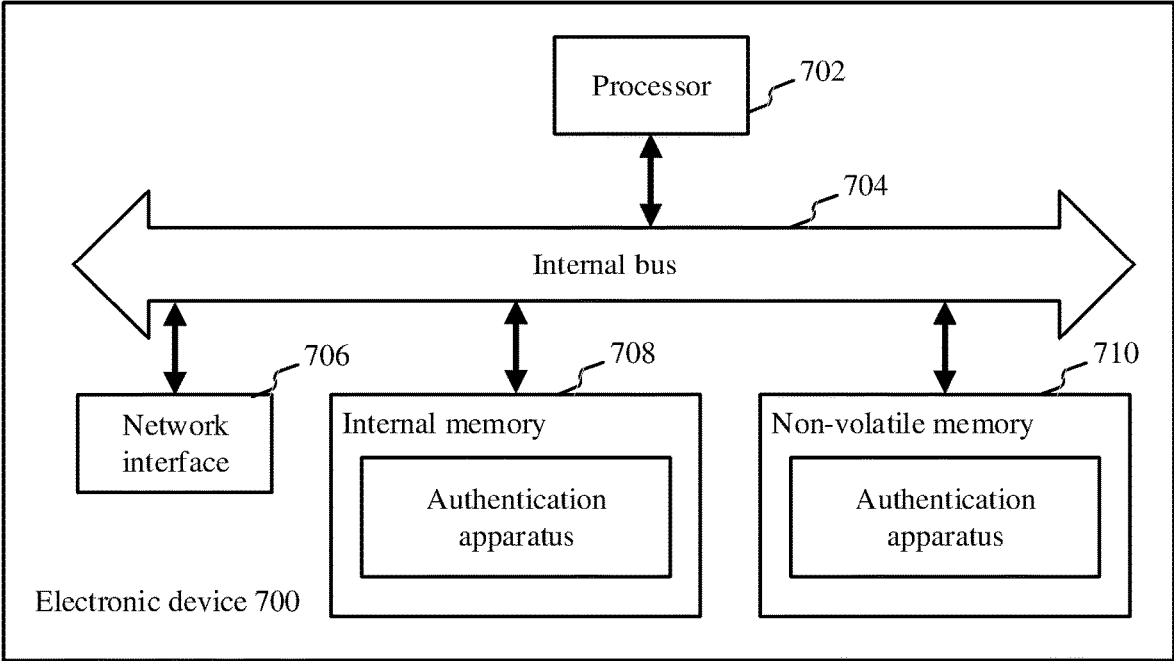 Processor
702
704
Internal bus
706
708
710
Network
interface
Internal memory
Non-volatile memory
Authentication
apparatus
Authentication
apparatus
Electronic device 700